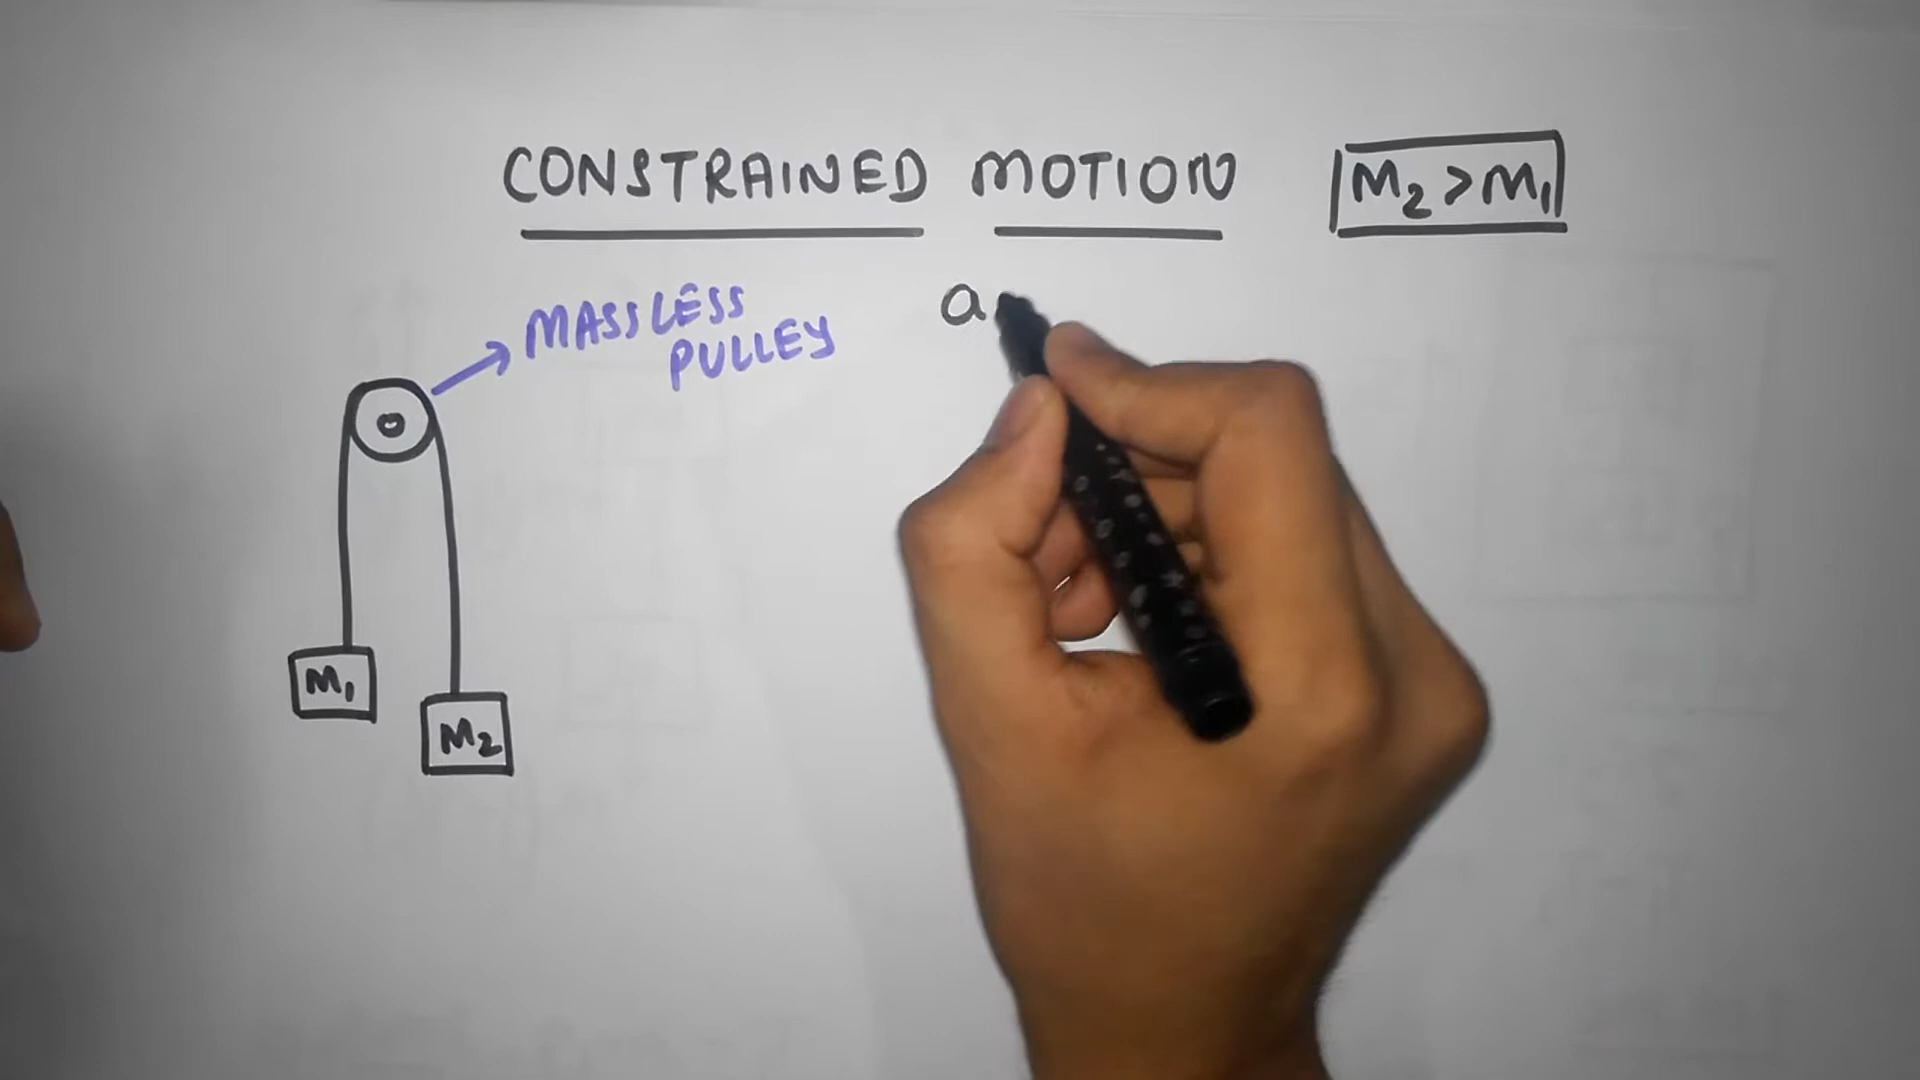 CONSTRAINED MOTION
M₂>M₁
MASSLESS
PULLEY
a
M₁
M₂